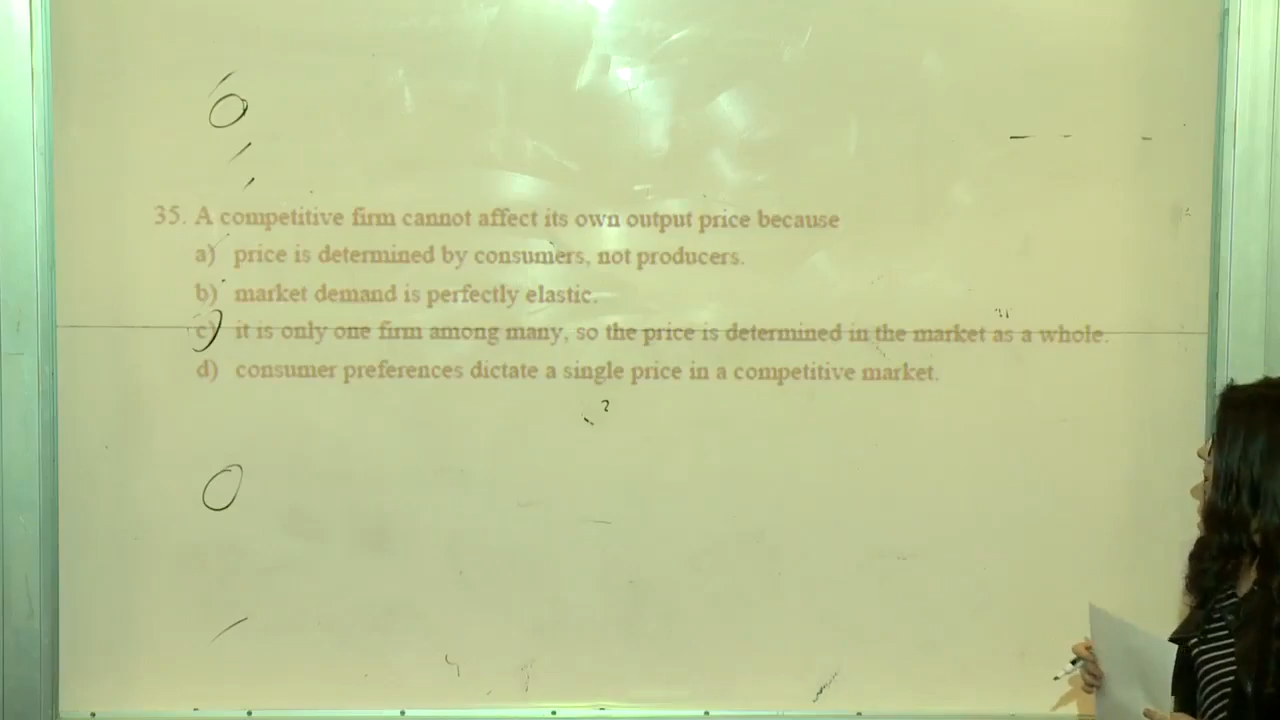 35. A competitive firm cannot affect its own output price because
a) price is determined by consumers, not producers.
b) market demand is perfectly elastic.
c) it is only one firm among many, so the price is determined in the market as a whole.
d) consumer preferences dictate a single price in a competitive market.